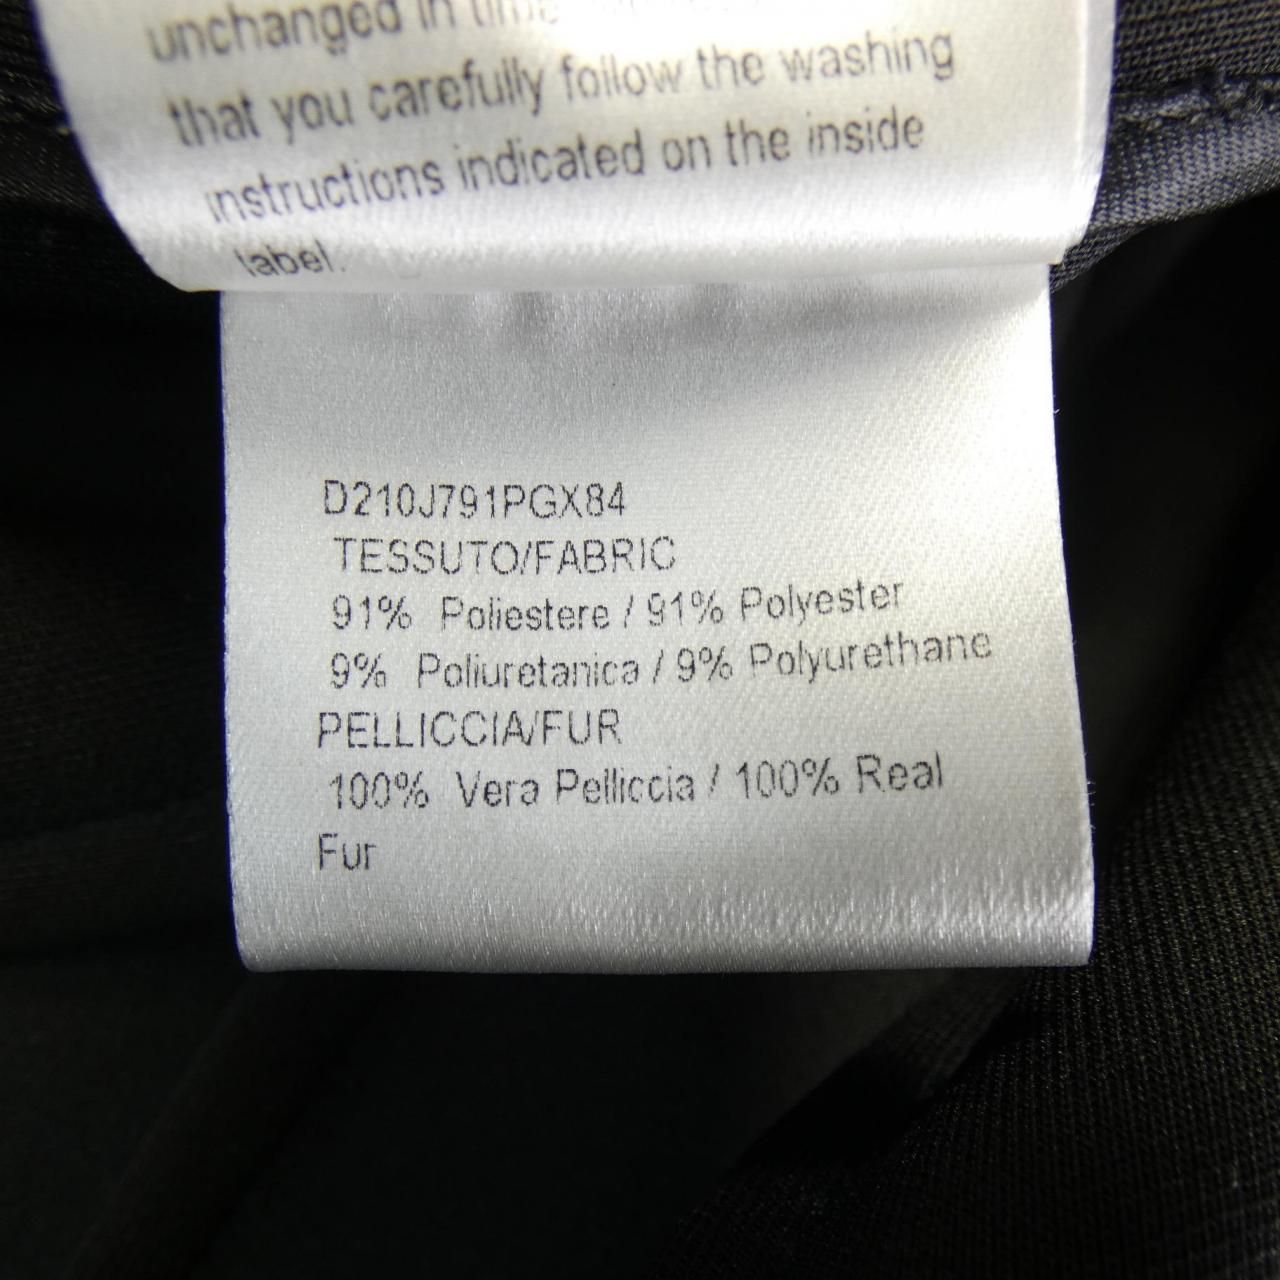 unchanged in time
that you carefully follow the washing
instructions indicated on the inside
label.
D210J791PGX84
TESSUTO/FABRIC
91% Poliestere / 91% Polyester
9% Poliuretanica / 9% Polyurethane
PELLICCIA/FUR
100% Vera Pelliccia / 100% Real
Fur